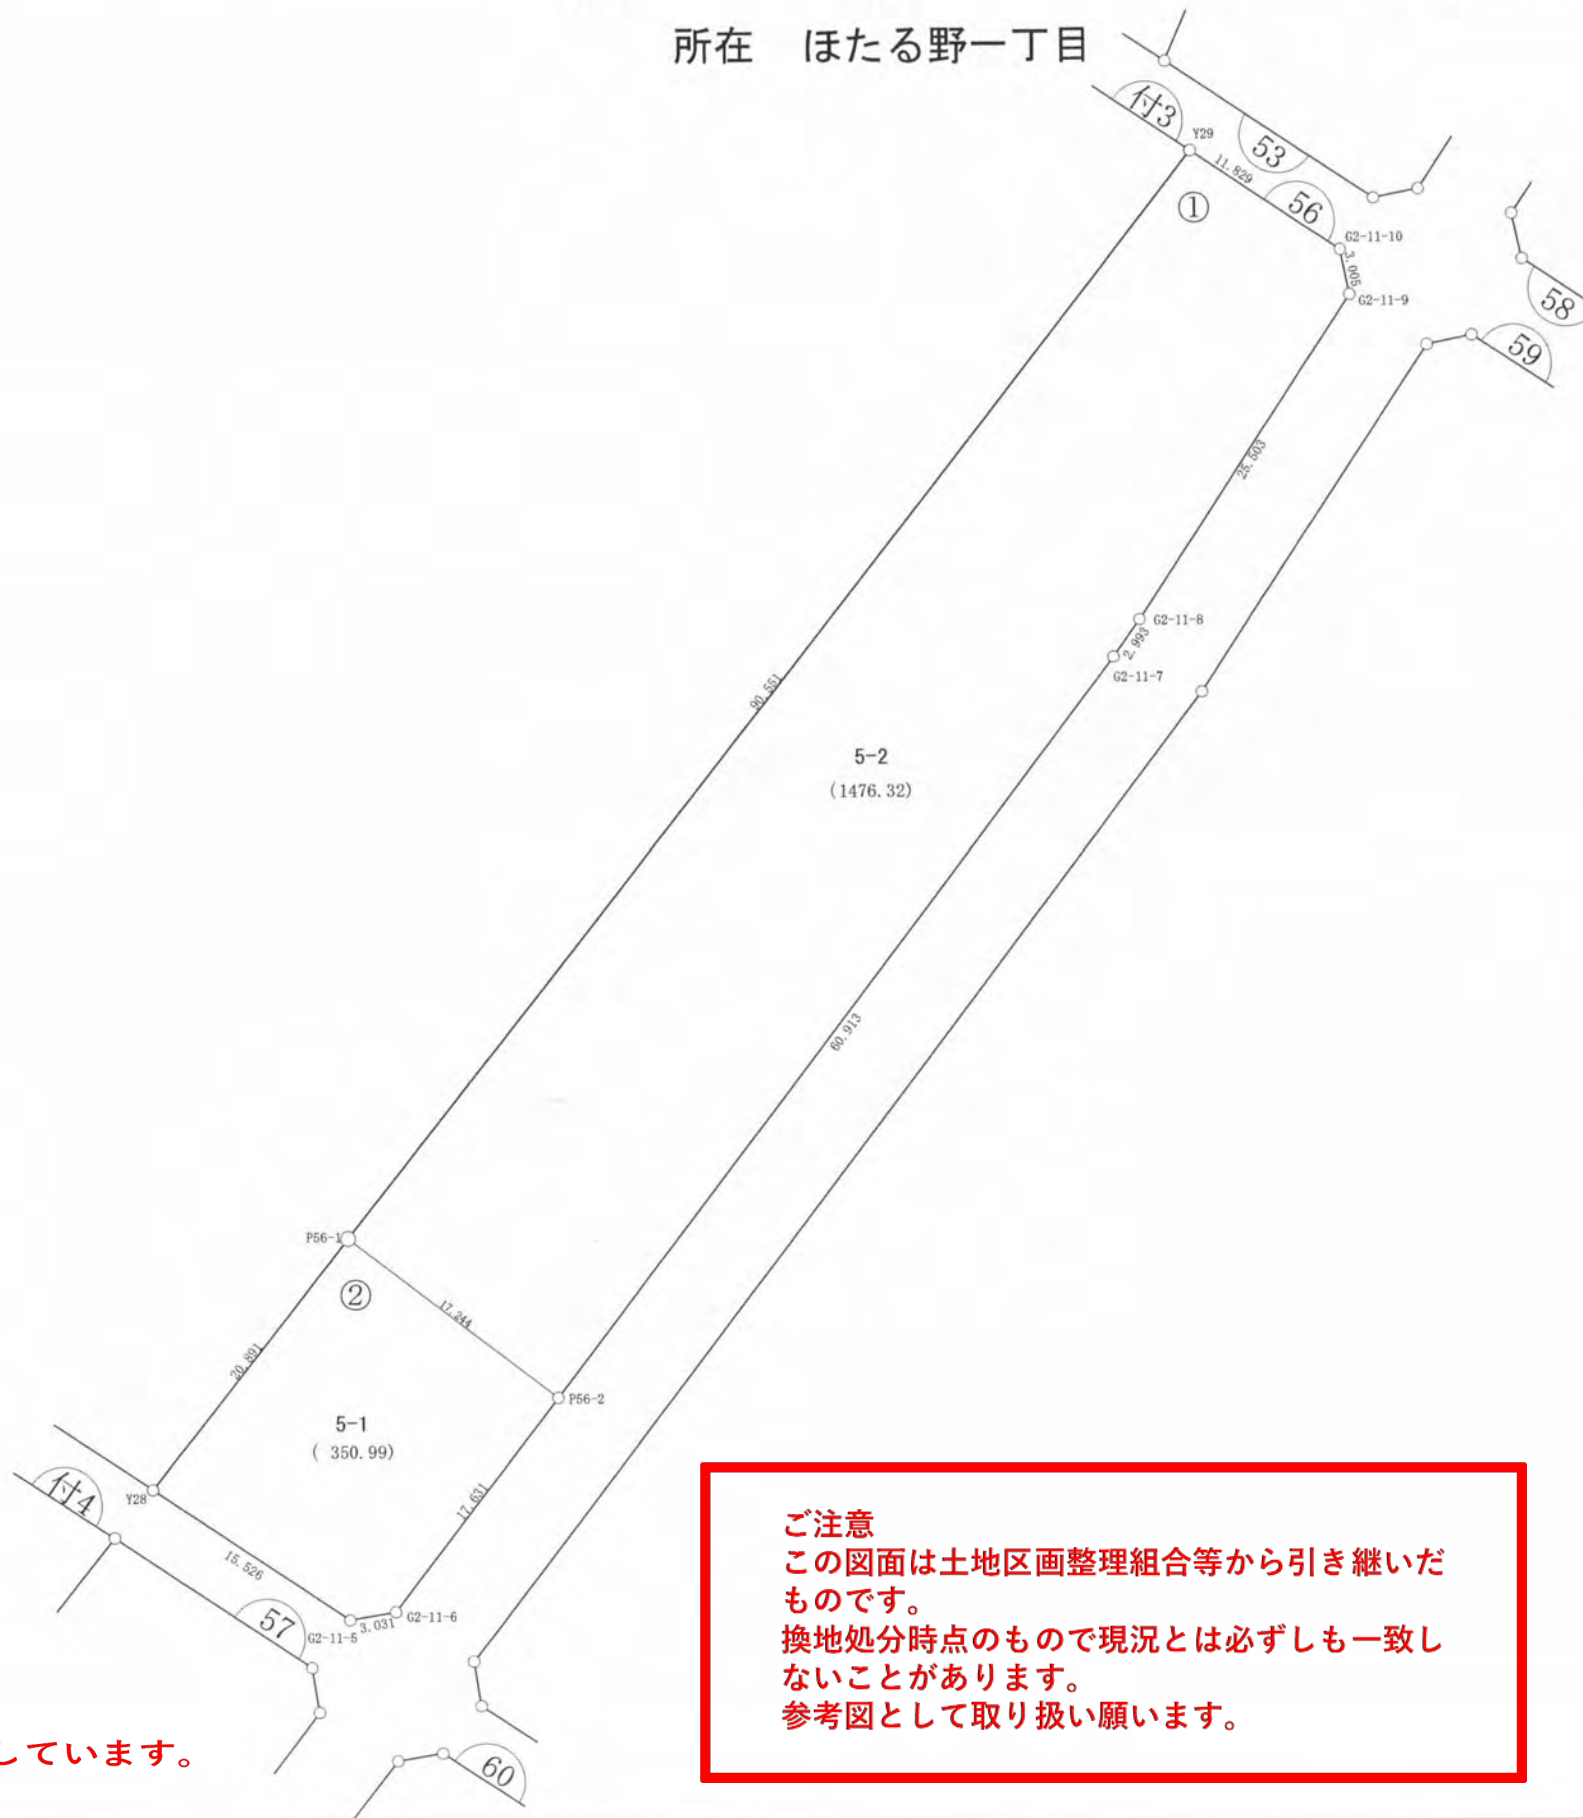 所在　ほたる野一丁目
付3
53
Y29
11.829
①
56
G2-11-10
3.005
G2-11-9
58
59
25.503
G2-11-8
2.993
G2-11-7
90.551
5-2
(1476.32)
60.913
P56-1
②
17.244
20.891
P56-2
5-1
( 350.99)
付4
Y28
17.631
15.526
57
G2-11-5
3.031
G2-11-6
60
しています。
ご注意
この図面は土地区画整理組合等から引き継いだ
ものです。
換地処分時点のもので現況とは必ずしも一致し
ないことがあります。
参考図として取り扱い願います。